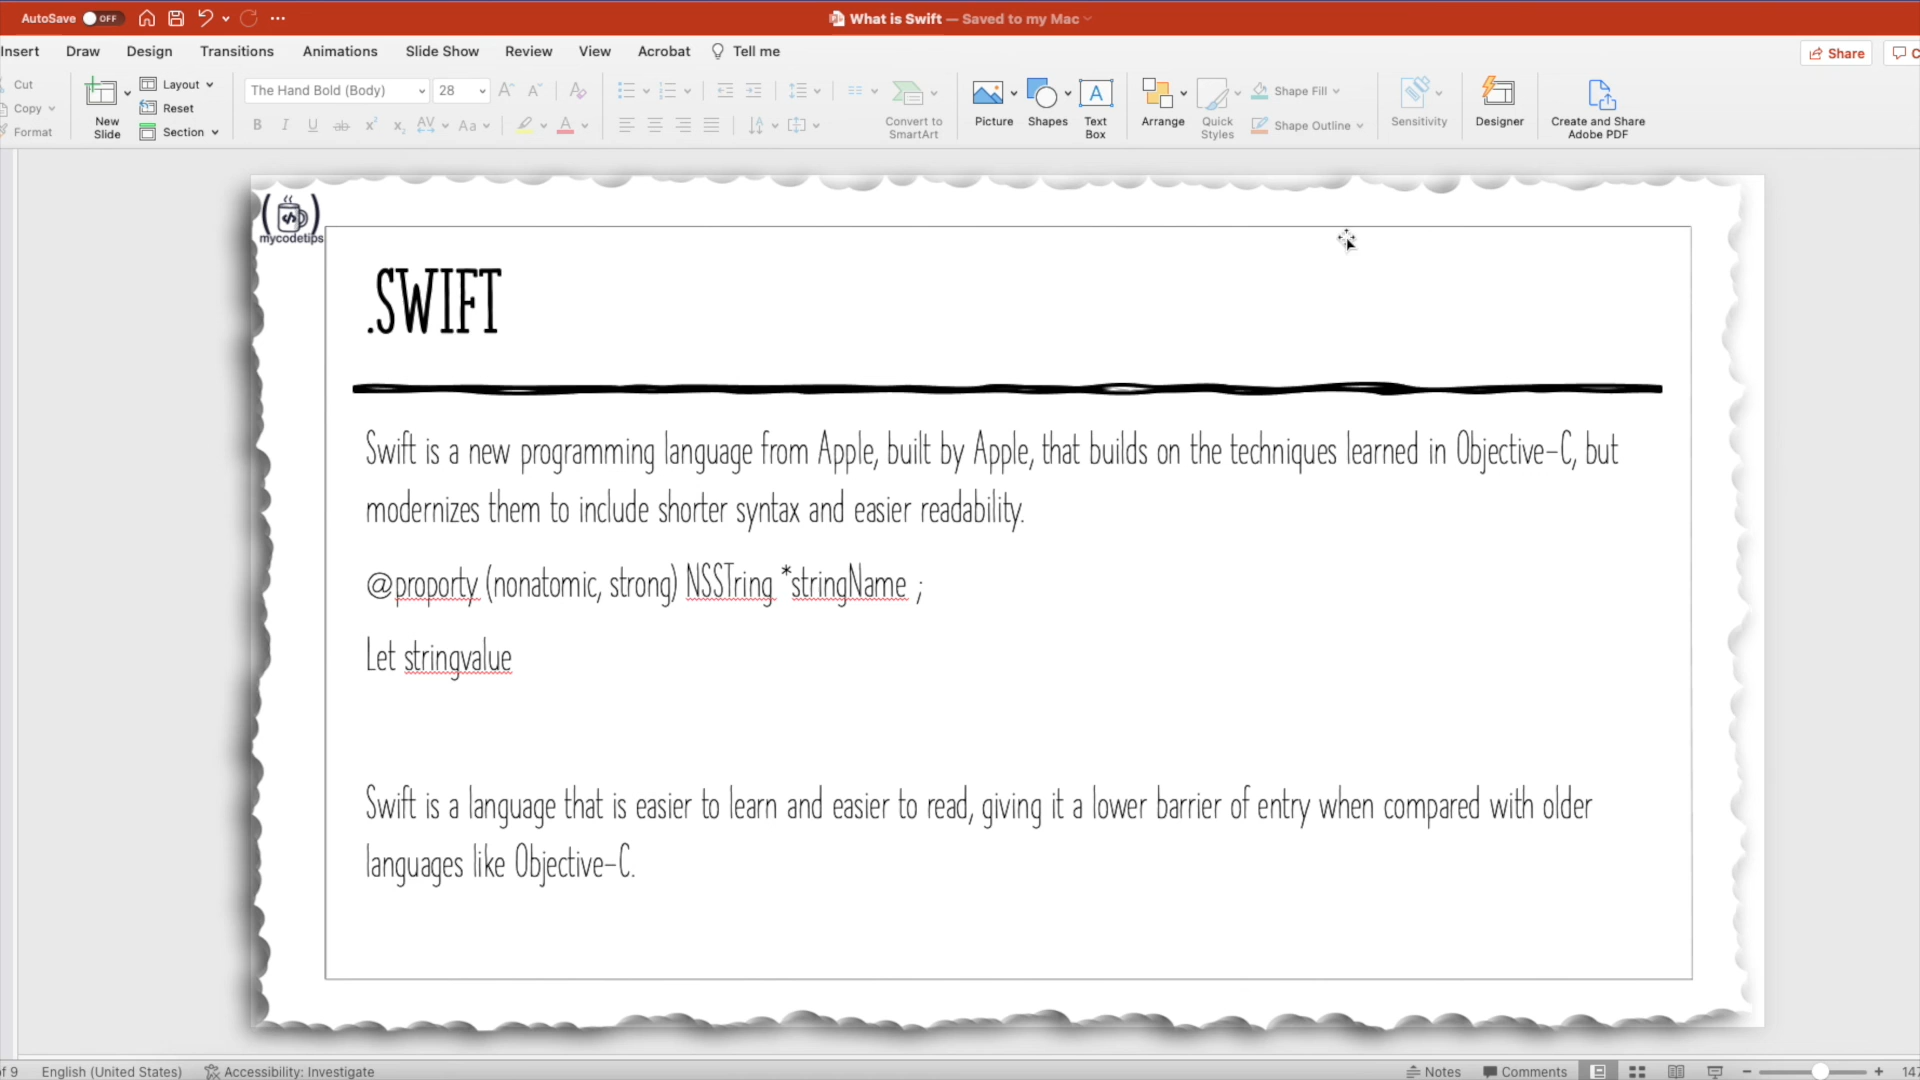 AutoSave OFF
What is Swift — Saved to my Mac
Insert Draw Design Transitions Animations Slide Show Review View Acrobat Tell me
Share
Cut
Copy
Format
New Slide
Layout
Reset
Section
The Hand Bold (Body) 28
Convert to SmartArt
Picture
Shapes
Text Box
Arrange
Quick Styles
Shape Fill
Shape Outline
Sensitivity
Designer
Create and Share Adobe PDF
mycodetips
.SWIFT
Swift is a new programming language from Apple, built by Apple, that builds on the techniques learned in Objective-C, but
modernizes them to include shorter syntax and easier readability.
@proporty (nonatomic, strong) NSSTring *stringName ;
Let stringvalue
Swift is a language that is easier to learn and easier to read, giving it a lower barrier of entry when compared with older
languages like Objective-C.
of 9 English (United States) Accessibility: Investigate
Notes Comments